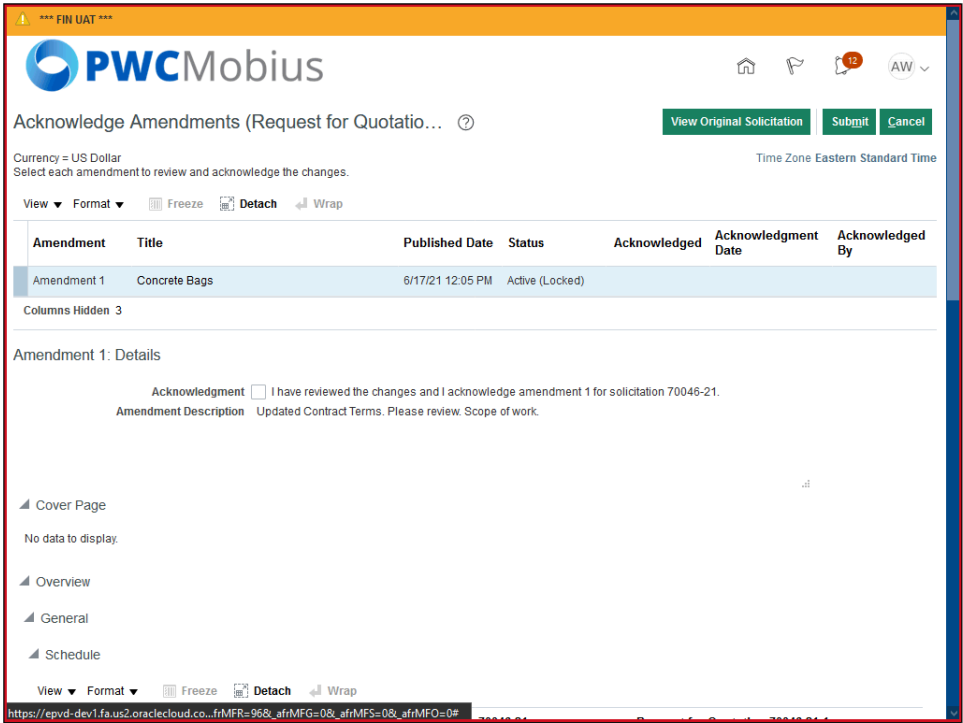 *** FIN UAT ***
PWCMobius
12
AW
Acknowledge Amendments (Request for Quotatio...
View Original Solicitation Submit Cancel
Currency = US Dollar
Time Zone Eastern Standard Time
Select each amendment to review and acknowledge the changes.
View Format Freeze Detach Wrap
Amendment Title Published Date Status Acknowledged Acknowledgment Date Acknowledged By
Amendment 1 Concrete Bags 6/17/21 12:05 PM Active (Locked)
Columns Hidden 3
Amendment 1: Details
Acknowledgment I have reviewed the changes and I acknowledge amendment 1 for solicitation 70046-21.
Amendment Description Updated Contract Terms. Please review. Scope of work.
Cover Page
No data to display.
Overview
General
Schedule
View Format Freeze Detach Wrap
https://epvd-dev1.fa.us2.oraclecloud.co...frMFR=96&_afrMFG=0&_afrMFS=0&_afrMFO=0#